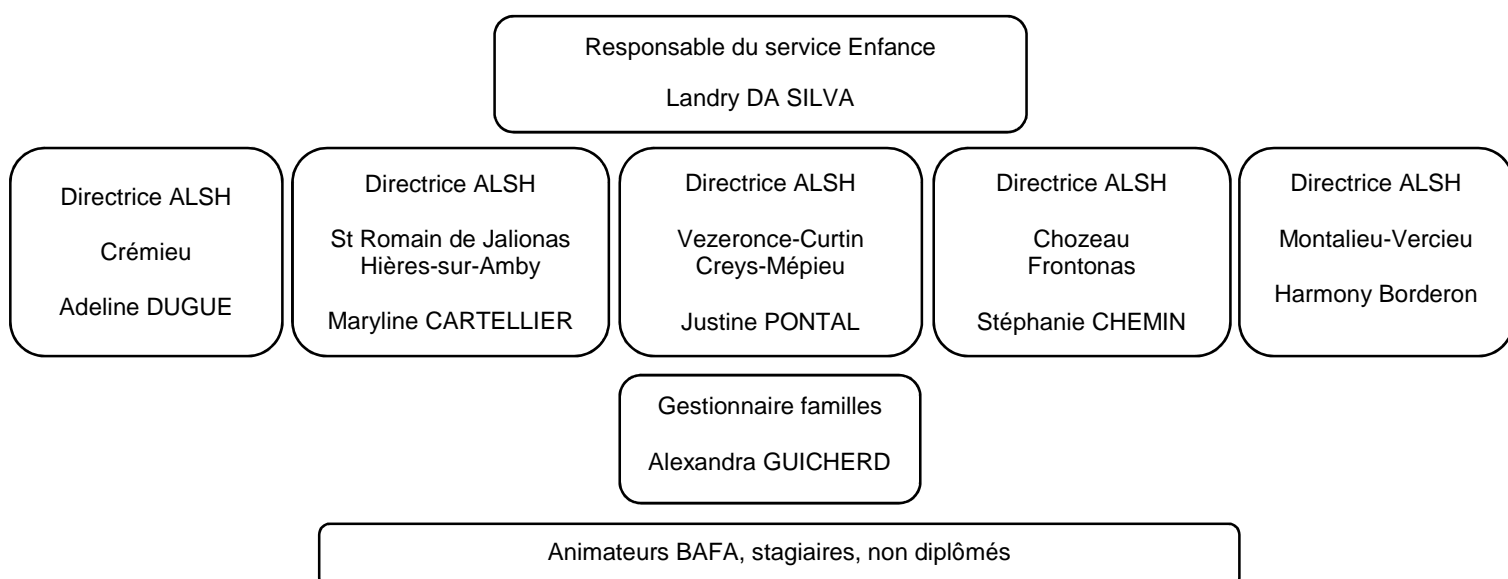 Responsable du service Enfance
Landry DA SILVA
Directrice ALSH
Crémieu
Adeline DUGUE
Directrice ALSH
St Romain de Jalionas
Hières-sur-Amby
Maryline CARTELLIER
Directrice ALSH
Vezeronce-Curtin
Creys-Mépieu
Justine PONTAL
Directrice ALSH
Chozeau
Frontonas
Stéphanie CHEMIN
Directrice ALSH
Montalieu-Vercieu
Harmony Borderon
Gestionnaire familles
Alexandra GUICHERD
Animateurs BAFA, stagiaires, non diplômés